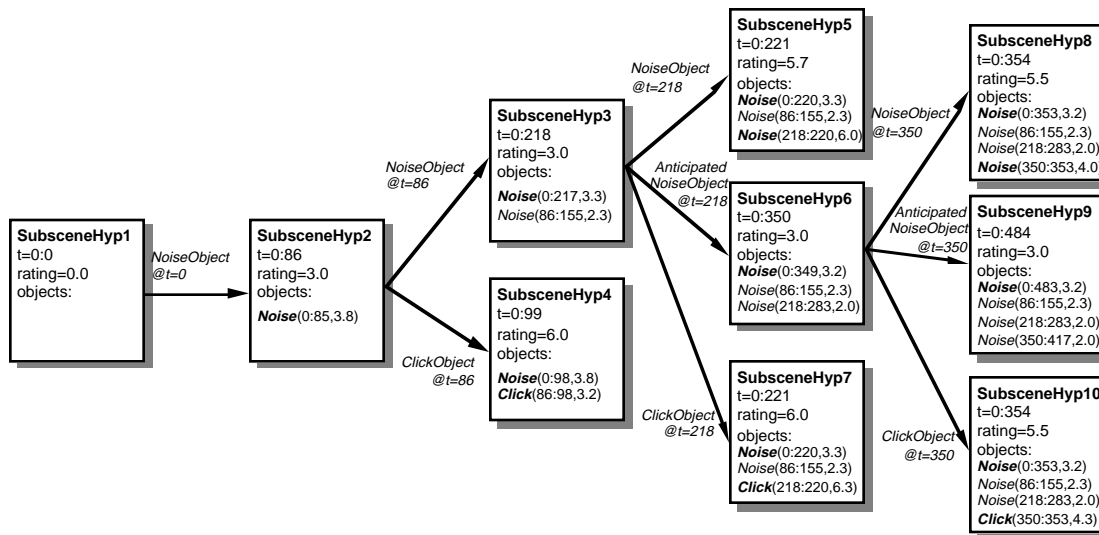 SubsceneHyp1
t=0:0
rating=0.0
objects:
NoiseObject
@t=0
SubsceneHyp2
t=0:86
rating=3.0
objects:
Noise(0:85,3.8)
NoiseObject
@t=86
ClickObject
@t=86
SubsceneHyp3
t=0:218
rating=3.0
objects:
Noise(0:217,3.3)
Noise(86:155,2.3)
SubsceneHyp4
t=0:99
rating=6.0
objects:
Noise(0:98,3.8)
Click(86:98,3.2)
NoiseObject
@t=218
Anticipated
NoiseObject
@t=218
ClickObject
@t=218
SubsceneHyp5
t=0:221
rating=5.7
objects:
Noise(0:220,3.3)
Noise(86:155,2.3)
Noise(218:220,6.0)
SubsceneHyp6
t=0:350
rating=3.0
objects:
Noise(0:349,3.2)
Noise(86:155,2.3)
Noise(218:283,2.0)
SubsceneHyp7
t=0:221
rating=6.0
objects:
Noise(0:220,3.3)
Noise(86:155,2.3)
Click(218:220,6.3)
NoiseObject
@t=350
Anticipated
NoiseObject
@t=350
ClickObject
@t=350
SubsceneHyp8
t=0:354
rating=5.5
objects:
Noise(0:353,3.2)
Noise(86:155,2.3)
Noise(218:283,2.0)
Noise(350:353,4.0)
SubsceneHyp9
t=0:484
rating=3.0
objects:
Noise(0:483,3.2)
Noise(86:155,2.3)
Noise(218:283,2.0)
Noise(350:417,2.0)
SubsceneHyp10
t=0:354
rating=5.5
objects:
Noise(0:353,3.2)
Noise(86:155,2.3)
Noise(218:283,2.0)
Click(350:353,4.3)